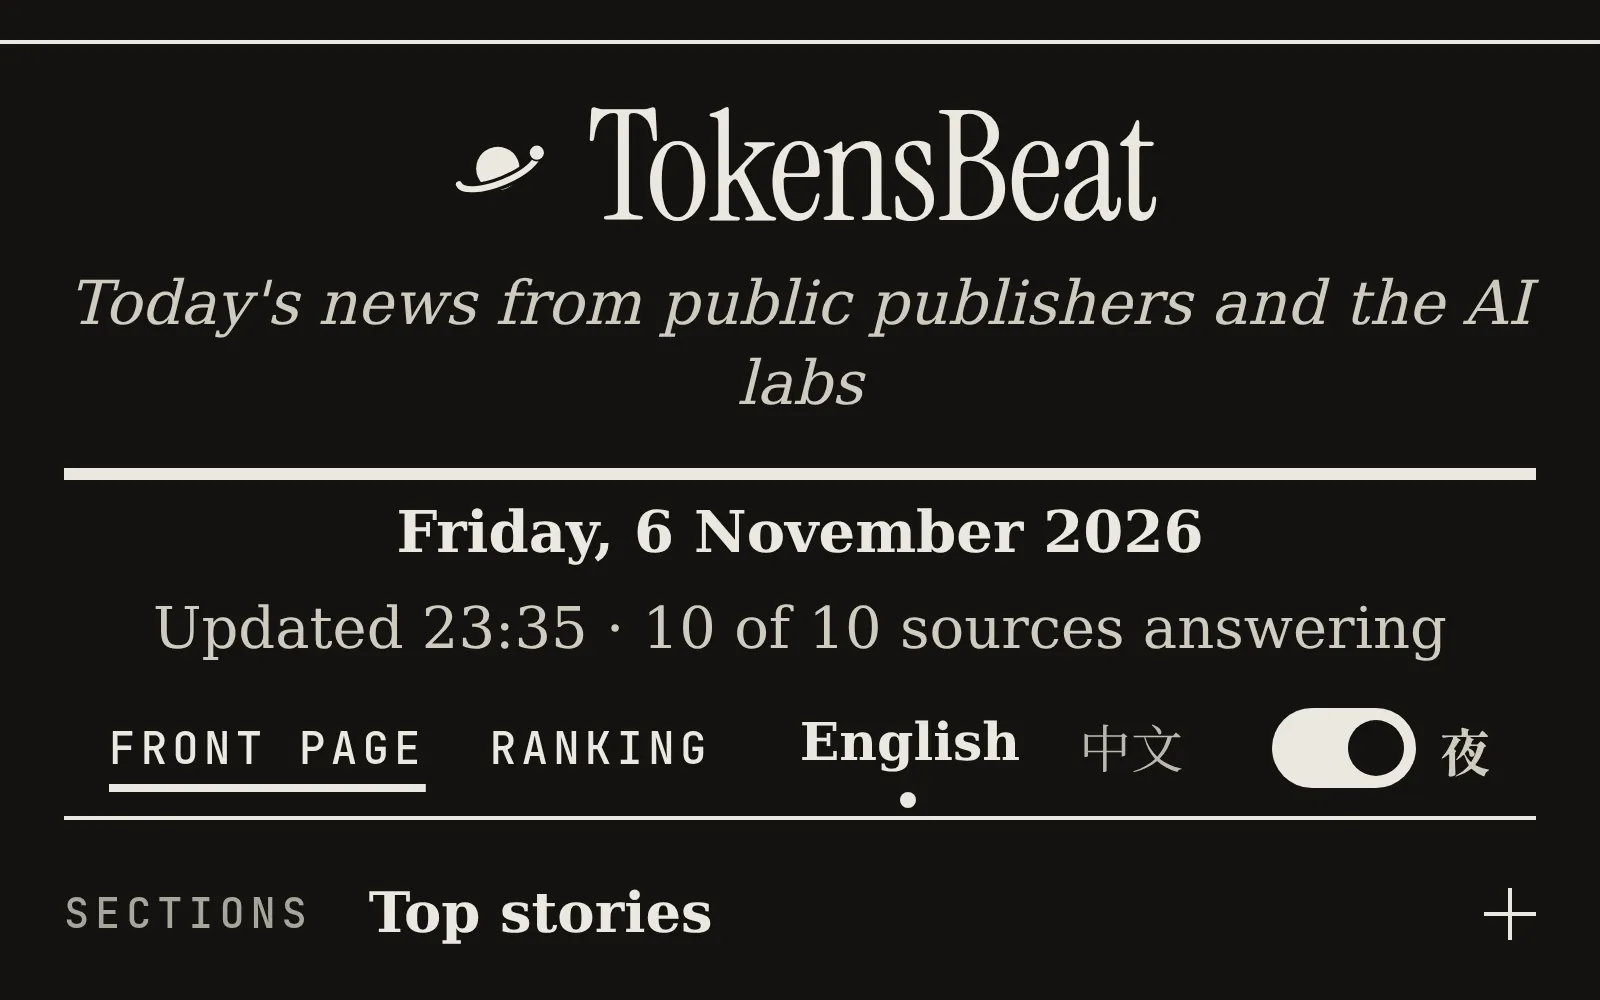 TokensBeat
Today's news from public publishers and the AI
labs
Friday, 6 November 2026
Updated 23:35 · 10 of 10 sources answering
FRONT PAGE RANKING English 中文 夜
SECTIONS Top stories